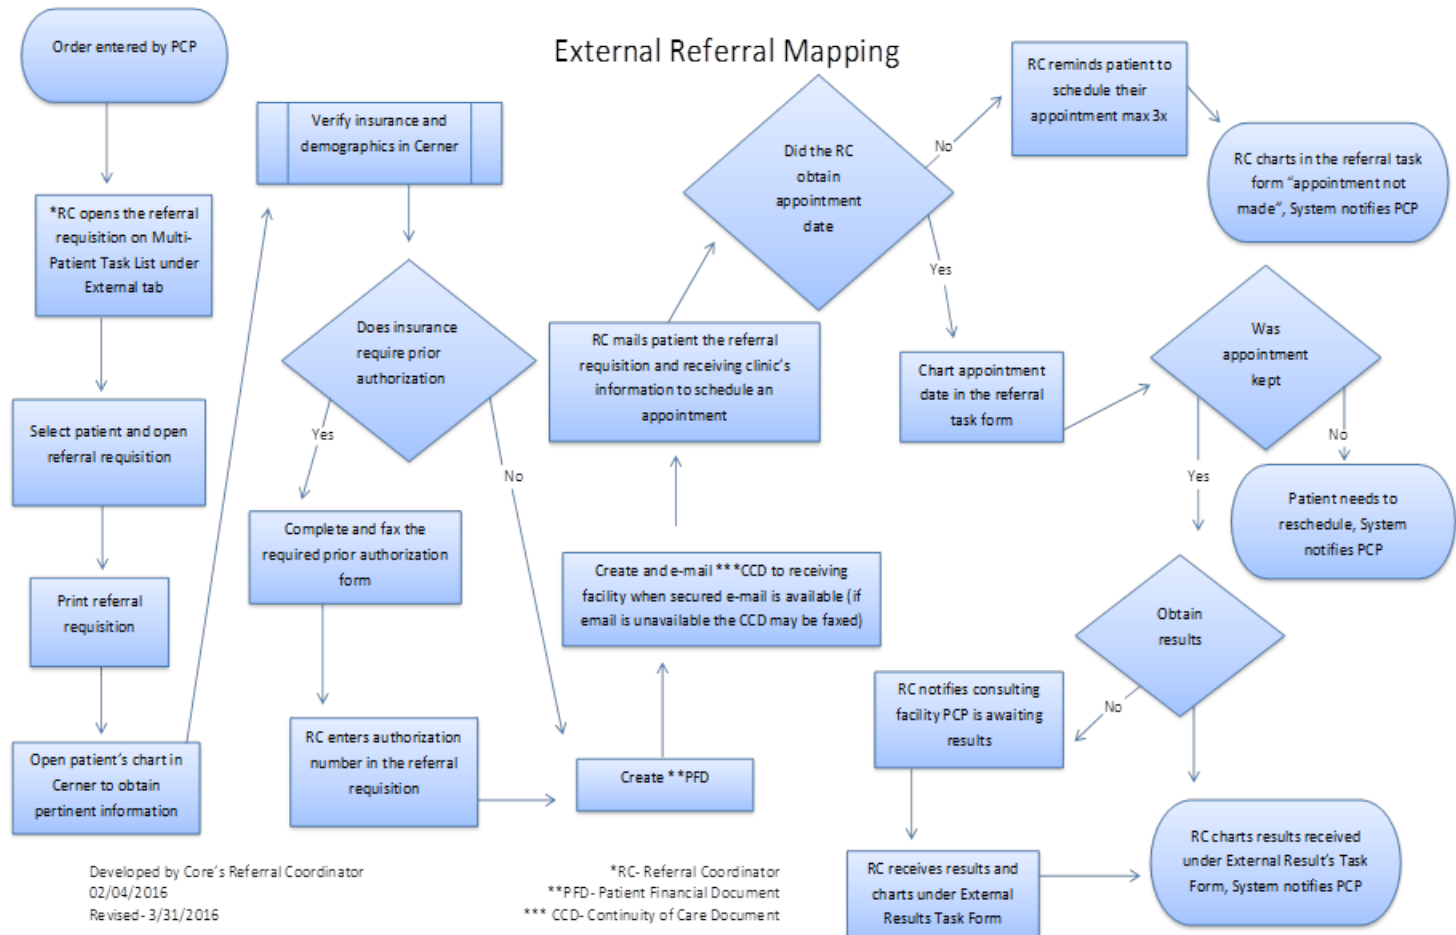 External Referral Mapping
Order entered by PCP
*RC opens the referral
requisition on Multi-
Patient Task List under
External tab
Select patient and open
referral requisition
Print referral
requisition
Open patient's chart in
Cerner to obtain
pertinent information
Verify insurance and
demographics in Cerner
Does insurance
require prior
authorization
Yes
No
Complete and fax the
required prior authorization
form
RC enters authorization
number in the referral
requisition
Create **PFD
Create and e-mail ***CCD to receiving
facility when secured e-mail is available (if
email is unavailable the CCD may be faxed)
RC mails patient the referral
requisition and receiving clinic's
information to schedule an
appointment
Did the RC
obtain
appointment
date
No
Yes
RC reminds patient to
schedule their
appointment max 3x
RC charts in the referral task
form "appointment not
made", System notifies PCP
Chart appointment
date in the referral
task form
Was
appointment
kept
No
Yes
Patient needs to
reschedule, System
notifies PCP
Obtain
results
No
RC notifies consulting
facility PCP is awaiting
results
RC receives results and
charts under External
Results Task Form
RC charts results received
under External Result's Task
Form, System notifies PCP
Developed by Core's Referral Coordinator
02/04/2016
Revised- 3/31/2016
*RC- Referral Coordinator
**PFD- Patient Financial Document
*** CCD- Continuity of Care Document